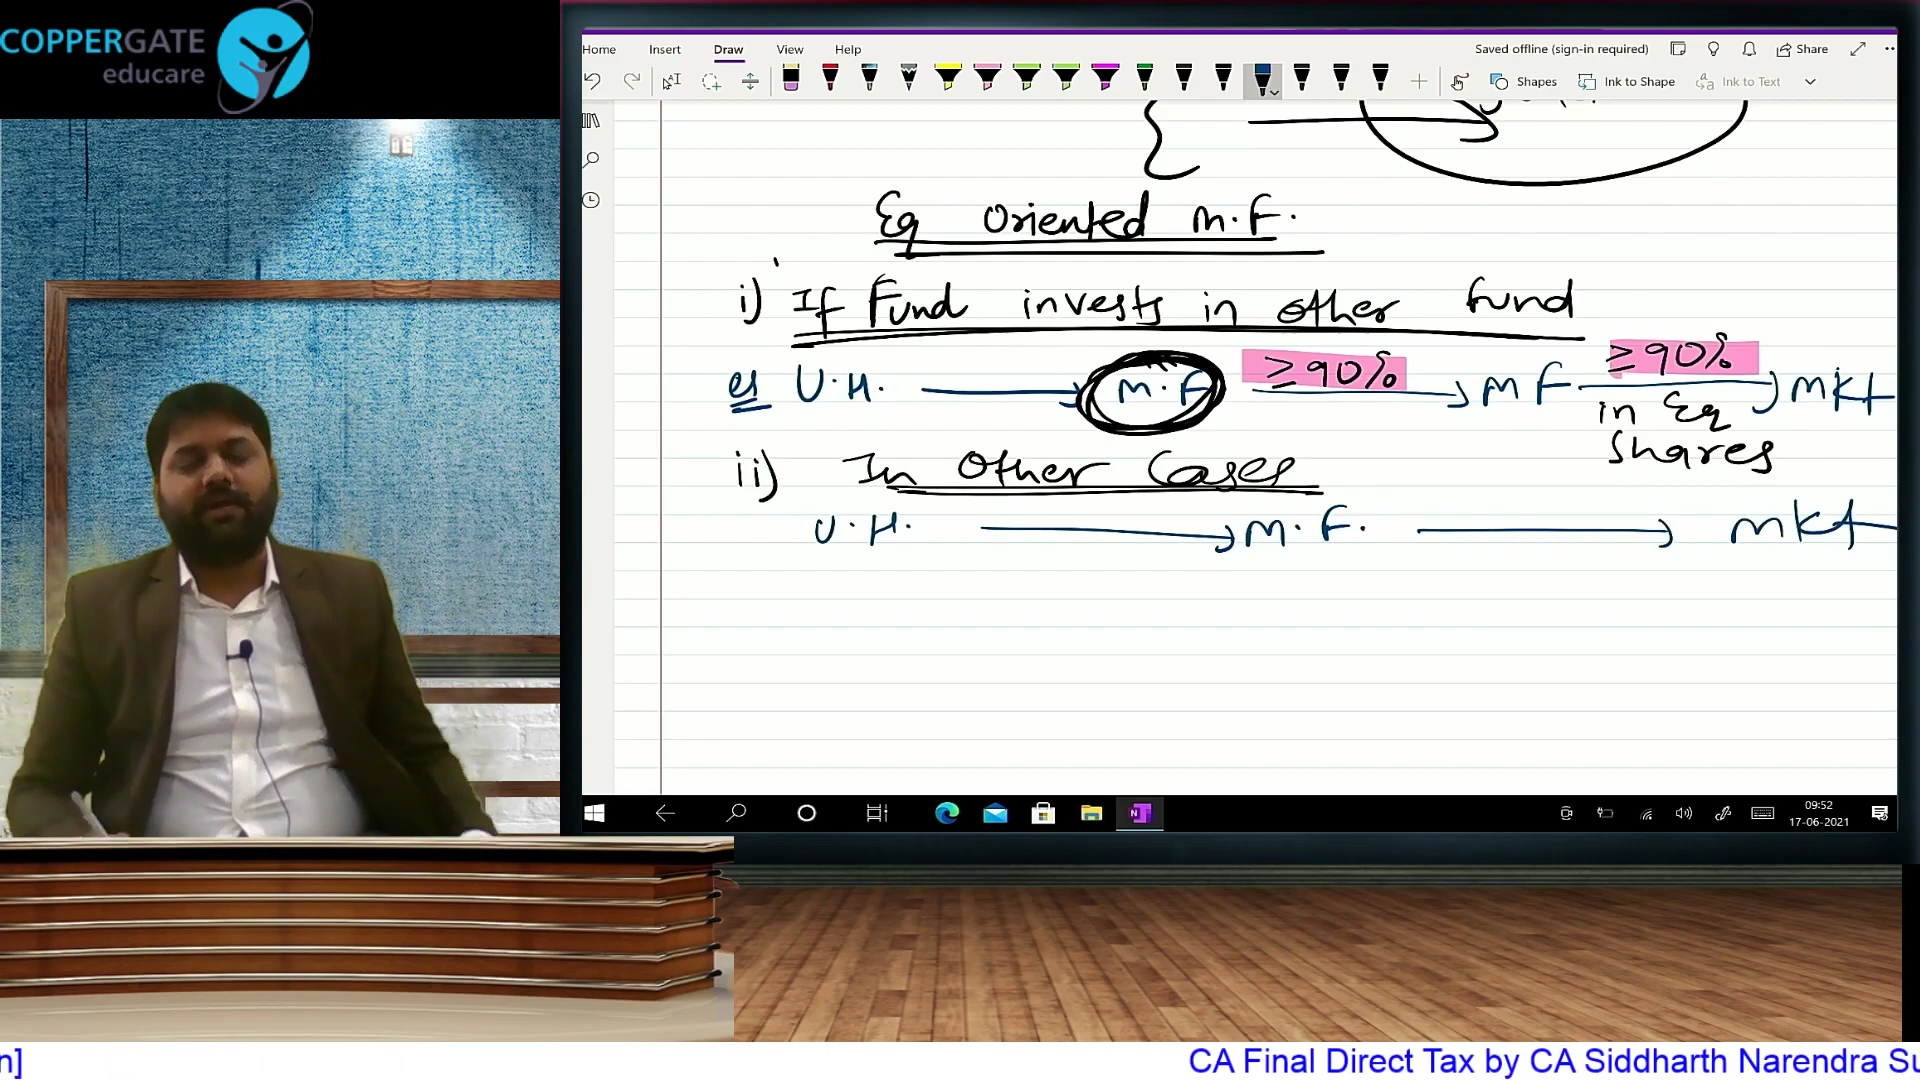 COPPERGATE
educare
Home Insert Draw View Help
Saved offline (sign-in required) Share
Shapes Ink to Shape Ink to Text
Eq Oriented M.F.
i) If Fund invests in other fund
≥90% ≥90%
eg U.H. M.F MF Mkt
in Eq
Shares
ii) In Other Cases
U.H. M.F. Mkt
09:52
17-06-2021
n]
CA Final Direct Tax by CA Siddharth Narendra Su